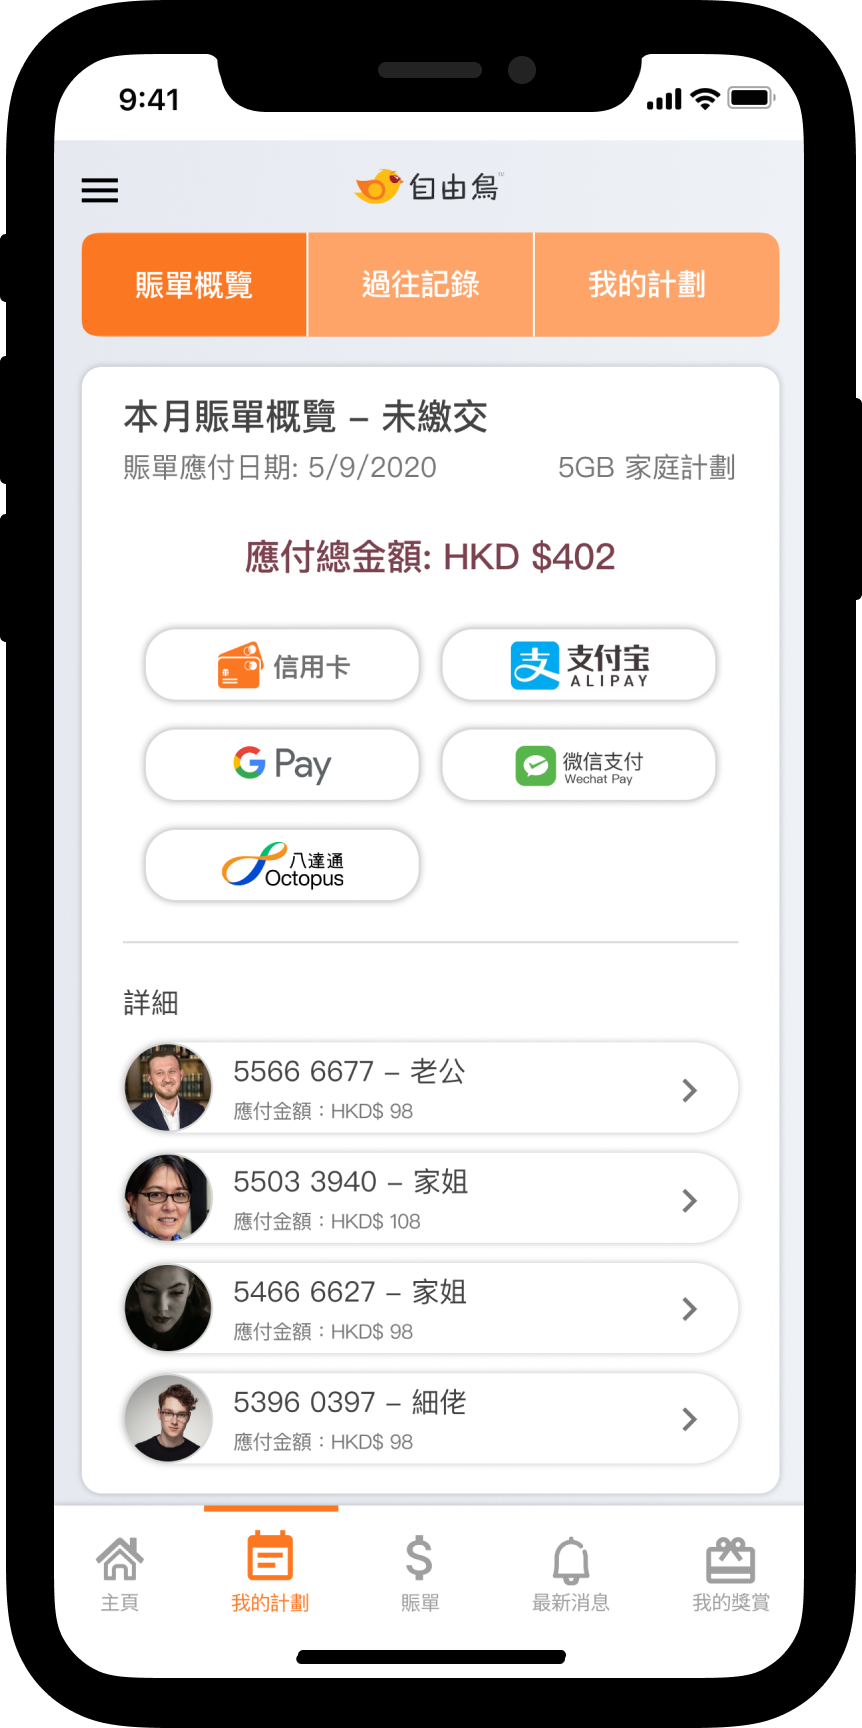 9:41
自由鳥 TM
賬單概覽 過往記錄 我的計劃
本月賬單概覽 – 未繳交
賬單應付日期: 5/9/2020 5GB 家庭計劃
應付總金額: HKD $402
信用卡 支 支付宝
ALIPAY
G Pay 微信支付
Wechat Pay
八達通
Octopus
詳細
5566 6677 – 老公
應付金額：HKD$ 98
5503 3940 – 家姐
應付金額：HKD$ 108
5466 6627 – 家姐
應付金額：HKD$ 98
5396 0397 – 細佬
應付金額：HKD$ 98
$
主頁 我的計劃 賬單 最新消息 我的獎賞